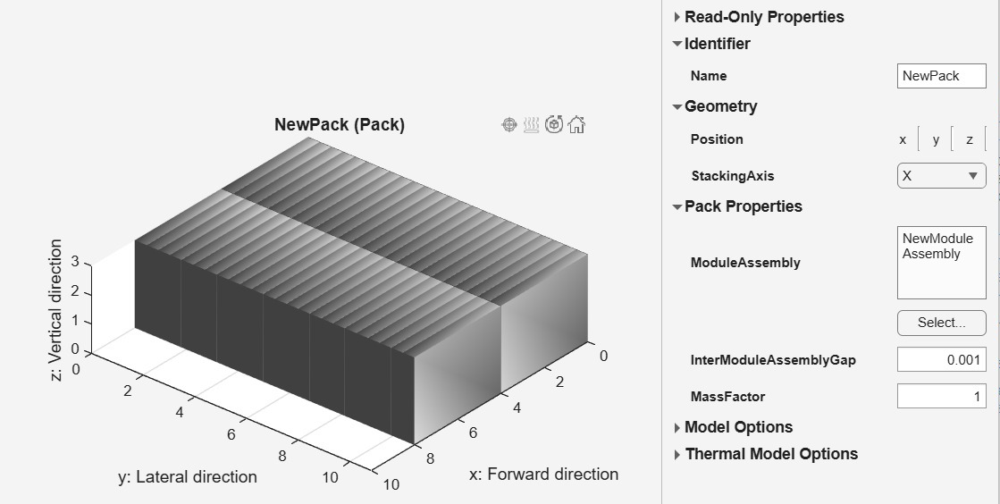 NewPack (Pack)
z: Vertical direction
3
2
1
0
0
2
4
6
8
10
y: Lateral direction
0
2
4
6
8
10
x: Forward direction
Read-Only Properties
Identifier
Name NewPack
Geometry
Position x y z
StackingAxis X
Pack Properties
ModuleAssembly NewModule
Assembly
Select...
InterModuleAssemblyGap 0.001
MassFactor 1
Model Options
Thermal Model Options